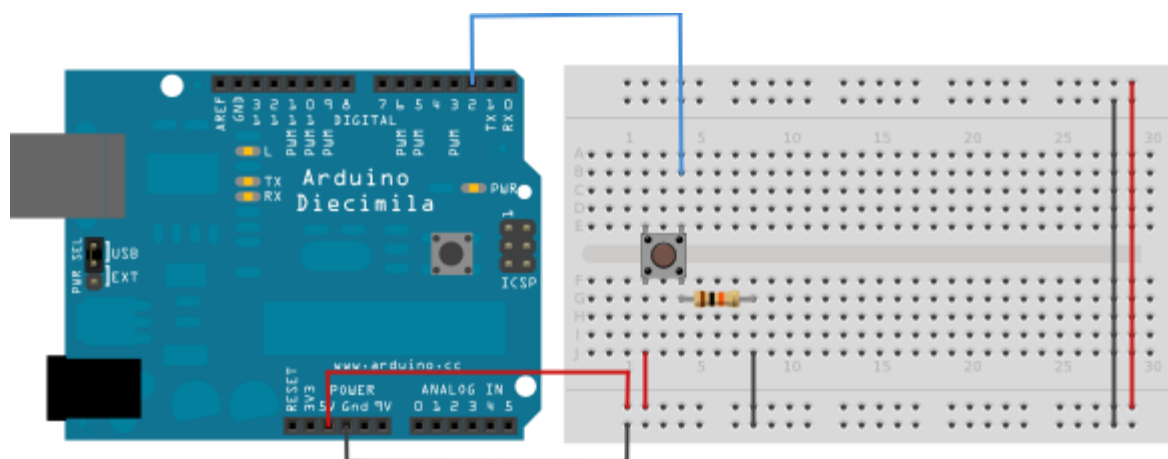 AREF
GND
13
12
11
10
9
8
7
6
5
4
3
2
TX 1
RX 0
PWM
PWM
PWM
PWM
PWM
PWM
DIGITAL
L
TX
RX
Arduino
Diecimila
PWR
1
ICSP
PWR SEL
USB
EXT
www.arduino.cc
POWER
ANALOG IN
RESET
3V3
5V Gnd 9V
0 1 2 3 4 5
1 5 10 15 20 25 30
A
B
C
D
E
F
G
H
I
J
1 5 10 15 20 25 30